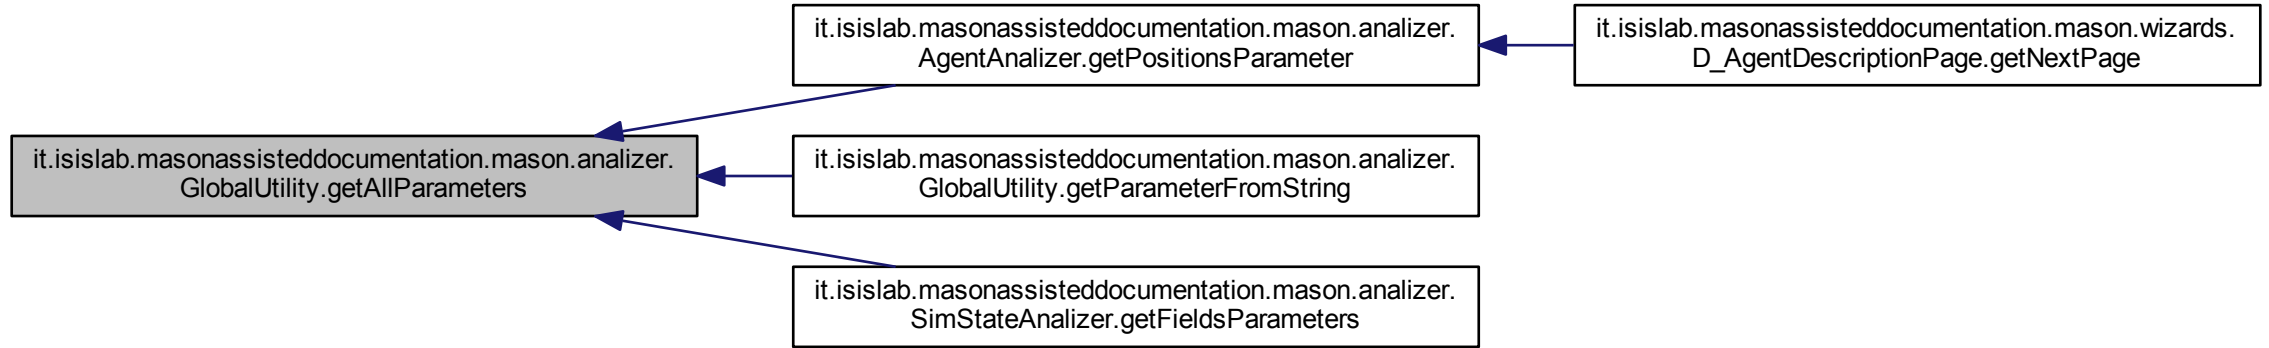 it.isislab.masonassisteddocumentation.mason.analizer.
GlobalUtility.getAllParameters
it.isislab.masonassisteddocumentation.mason.analizer.
AgentAnalizer.getPositionsParameter
it.isislab.masonassisteddocumentation.mason.wizards.
D_AgentDescriptionPage.getNextPage
it.isislab.masonassisteddocumentation.mason.analizer.
GlobalUtility.getParameterFromString
it.isislab.masonassisteddocumentation.mason.analizer.
SimStateAnalizer.getFieldsParameters